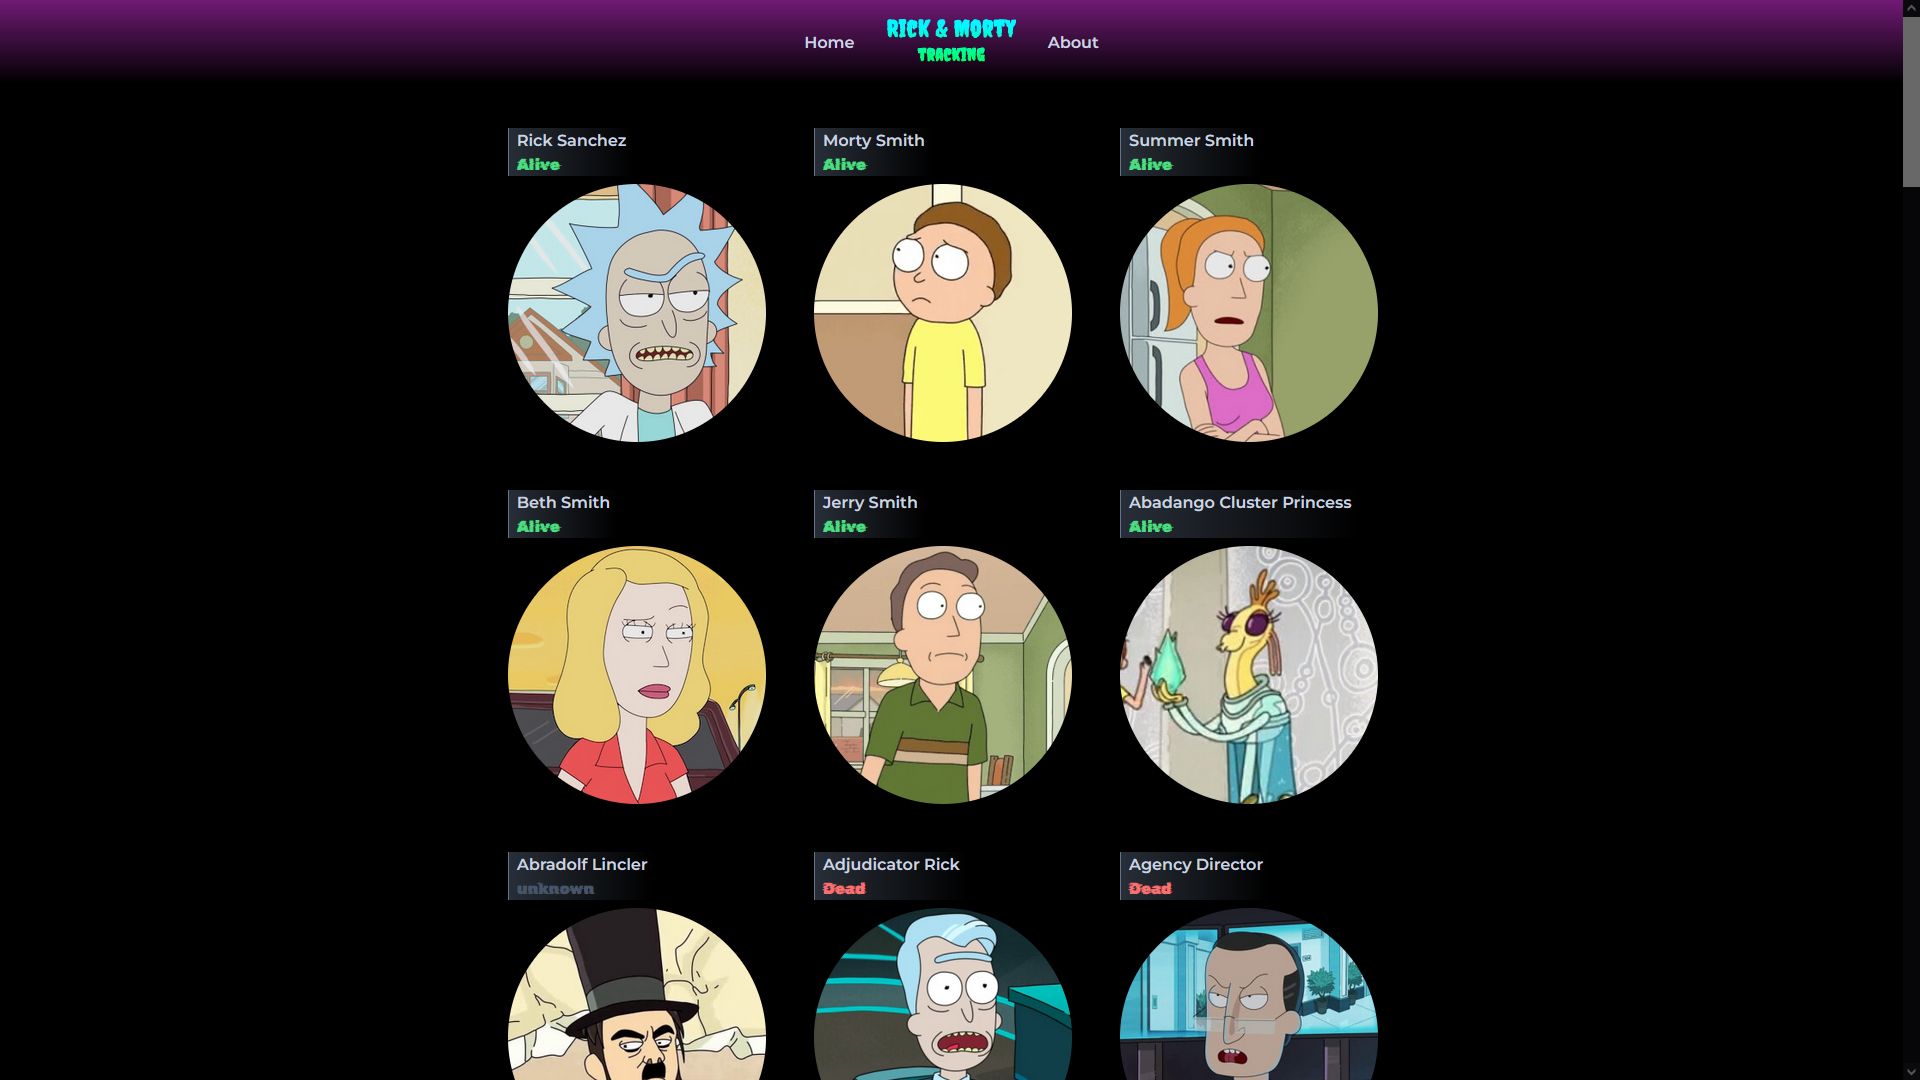 Home
RICK & MORTY
TRACKING
About
Rick Sanchez
Alive
Morty Smith
Alive
Summer Smith
Alive
Beth Smith
Alive
Jerry Smith
Alive
Abadango Cluster Princess
Alive
Abradolf Lincler
unknown
Adjudicator Rick
Dead
Agency Director
Dead